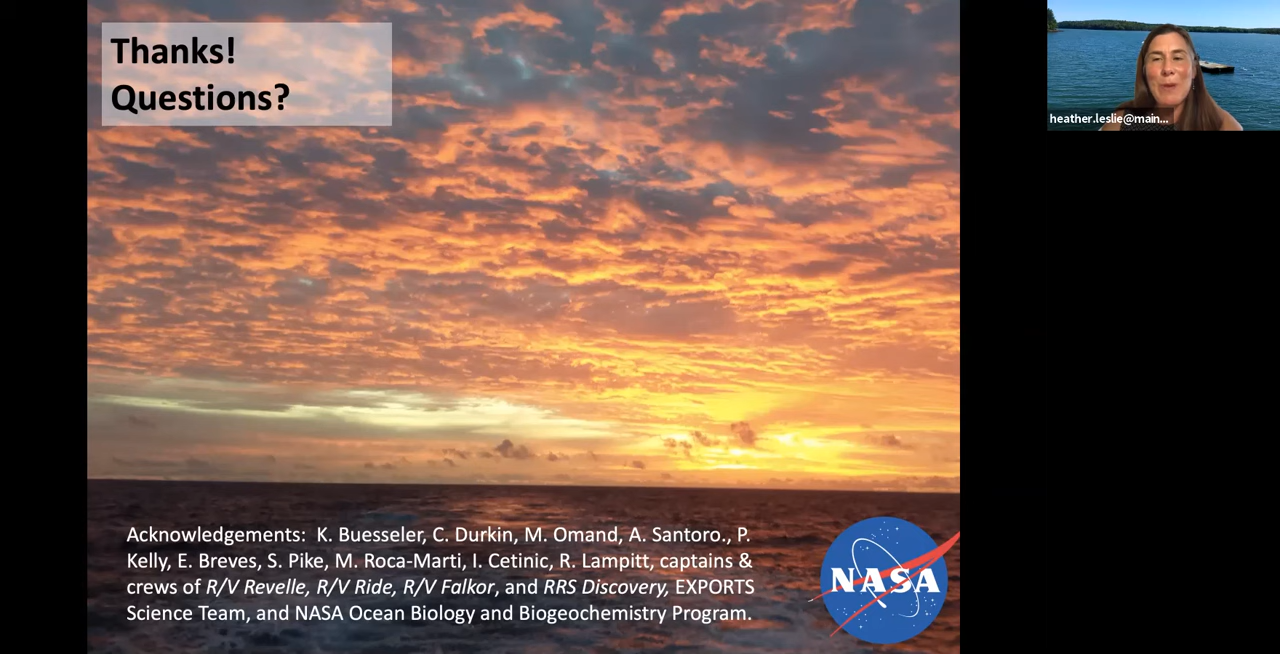 Thanks!
Questions?
heather.leslie@main...
Acknowledgements: K. Buesseler, C. Durkin, M. Omand, A. Santoro., P.
Kelly, E. Breves, S. Pike, M. Roca-Marti, I. Cetinic, R. Lampitt, captains &
crews of R/V Revelle, R/V Ride, R/V Falkor, and RRS Discovery, EXPORTS
Science Team, and NASA Ocean Biology and Biogeochemistry Program.
NASA